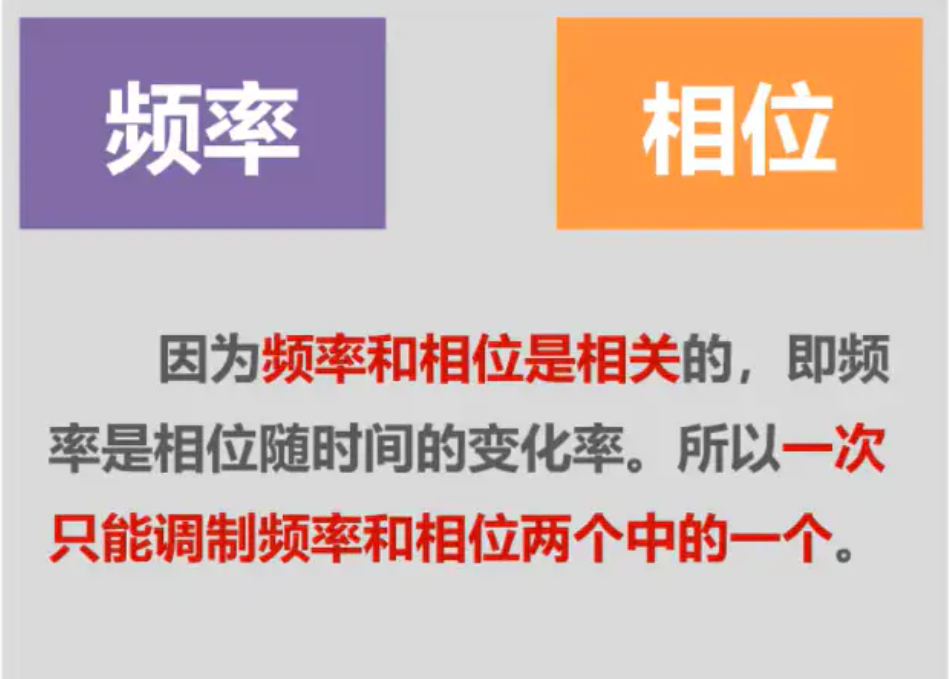 频率
相位
因为频率和相位是相关的，即频
率是相位随时间的变化率。所以一次
只能调制频率和相位两个中的一个。